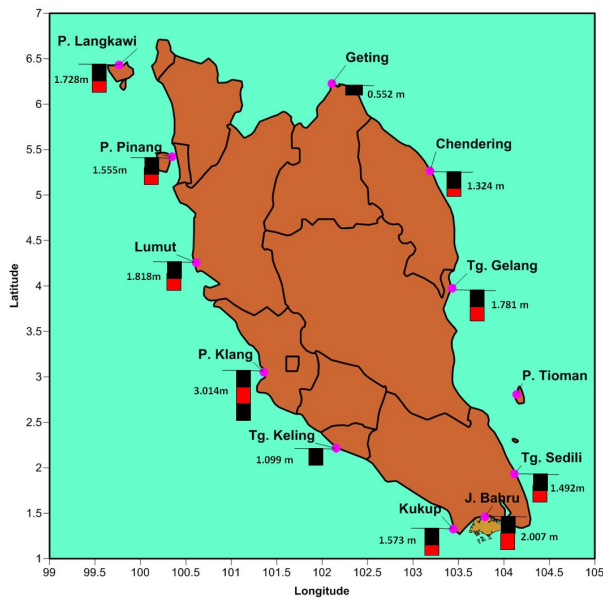 7
6.5
6
5.5
5
4.5
4
3.5
3
2.5
2
1.5
1
Latitude
P. Langkawi
1.728m
Geting
0.552 m
P. Pinang
1.555m
Chendering
1.324 m
Lumut
1.818m
Tg. Gelang
1.781 m
P. Klang
3.014m
P. Tioman
Tg. Keling
1.099 m
Tg. Sedili
1.492m
J. Bahru
2.007 m
Kukup
1.573 m
99 99.5 100 100.5 101 101.5 102 102.5 103 103.5 104 104.5 105
Longitude